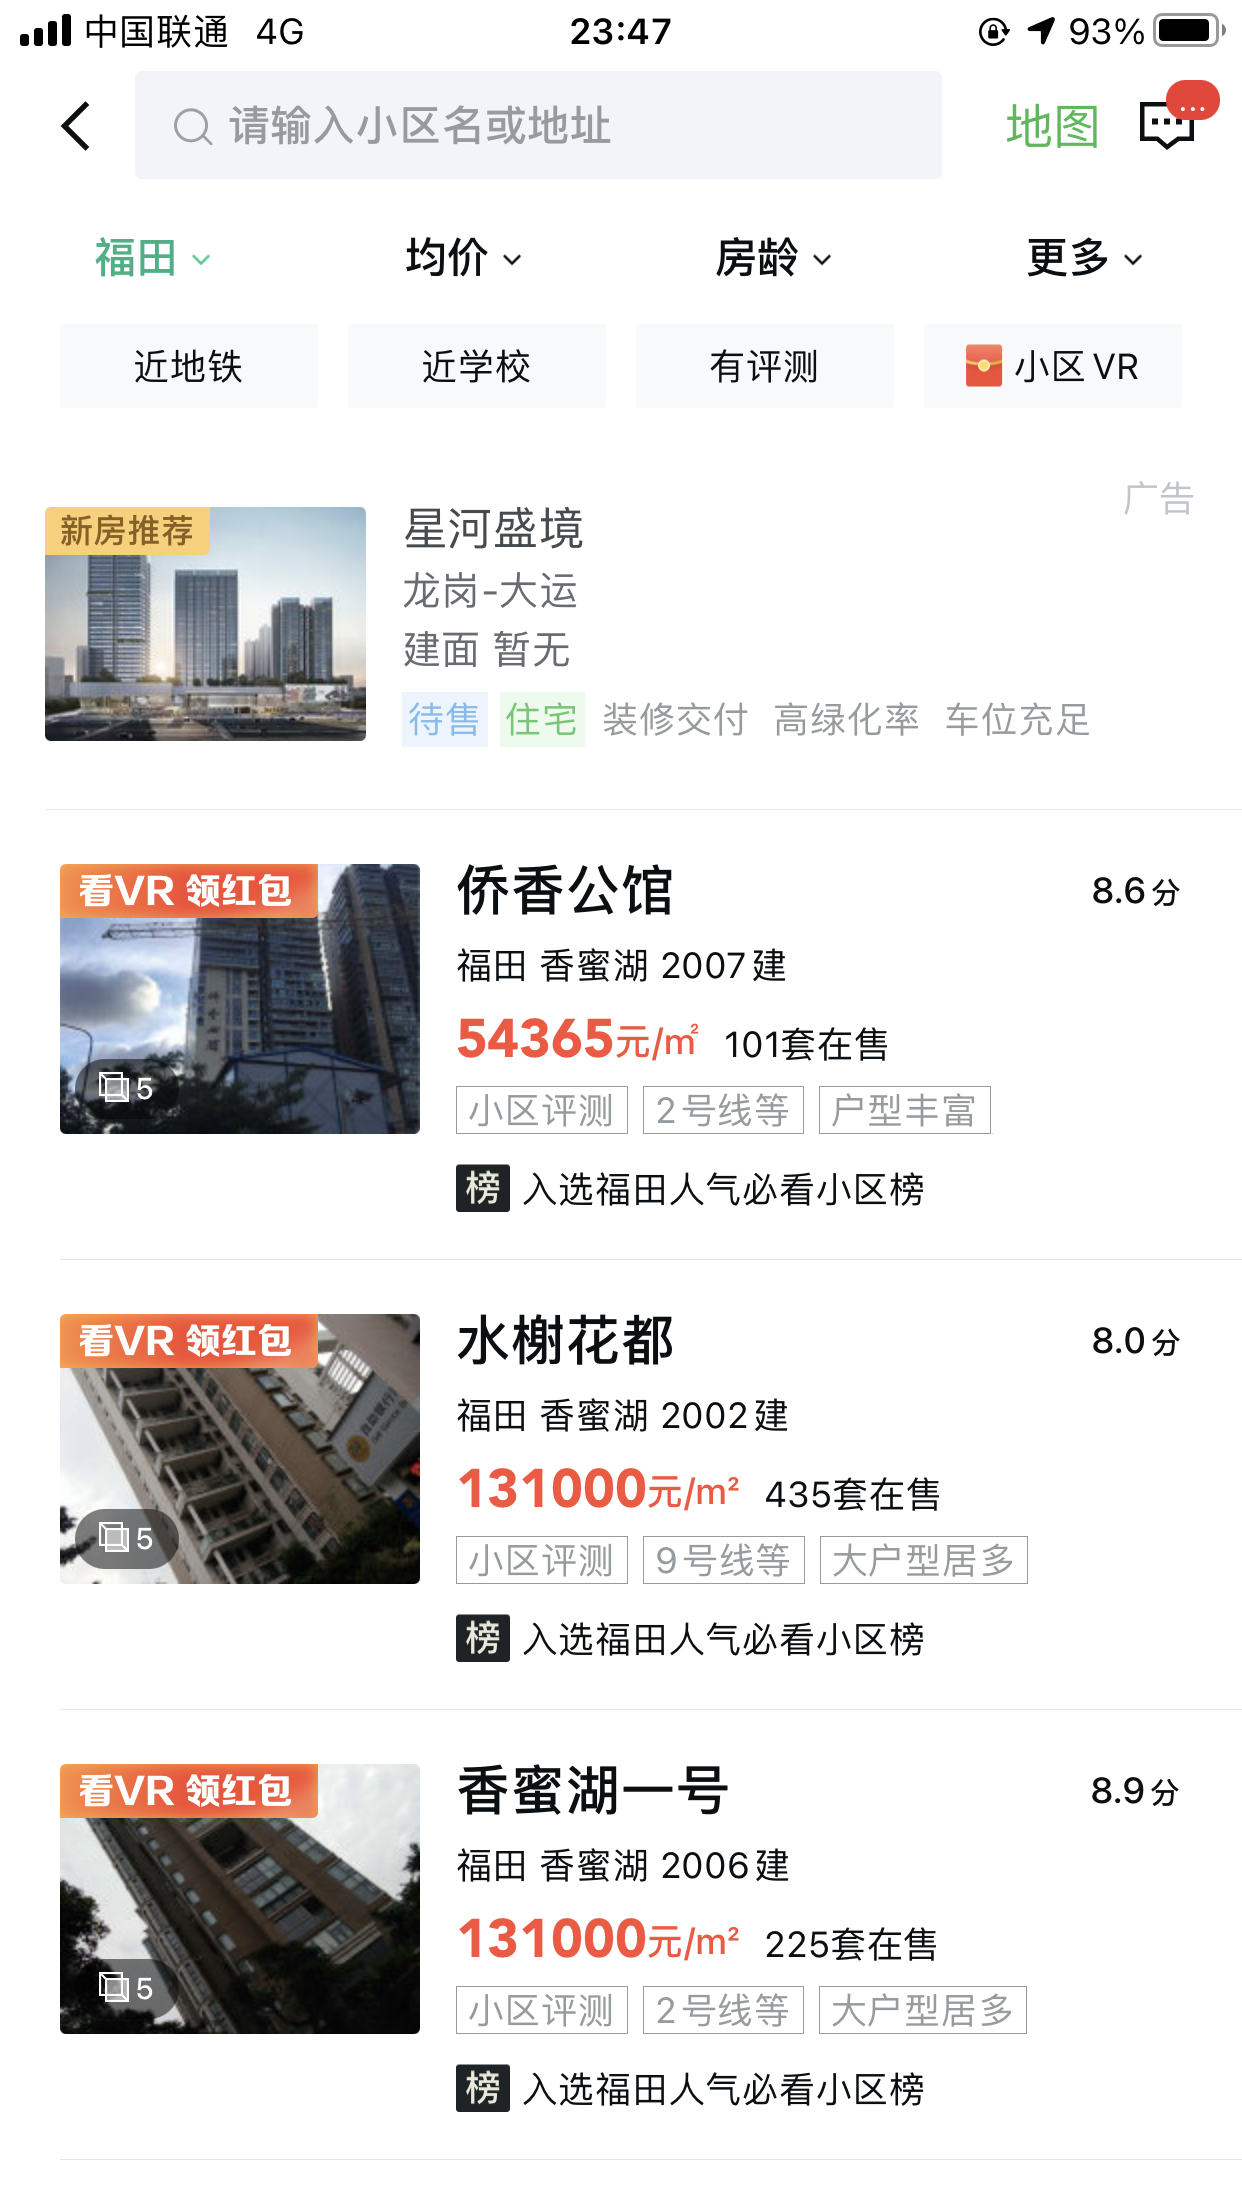 中国联通 4G 23:47 93%
请输入小区名或地址 地图 ...
福田 均价 房龄 更多
近地铁 近学校 有评测 小区VR
广告
新房推荐 星河盛境
龙岗-大运
建面 暂无
待售 住宅 装修交付 高绿化率 车位充足
看VR 领红包 侨香公馆 8.6分
福田 香蜜湖 2007建
54365元/㎡ 101套在售
5
小区评测 2号线等 户型丰富
榜 入选福田人气必看小区榜
看VR 领红包 水榭花都 8.0分
福田 香蜜湖 2002建
131000元/m² 435套在售
5
小区评测 9号线等 大户型居多
榜 入选福田人气必看小区榜
看VR 领红包 香蜜湖一号 8.9分
福田 香蜜湖 2006建
131000元/m² 225套在售
5
小区评测 2号线等 大户型居多
榜 入选福田人气必看小区榜